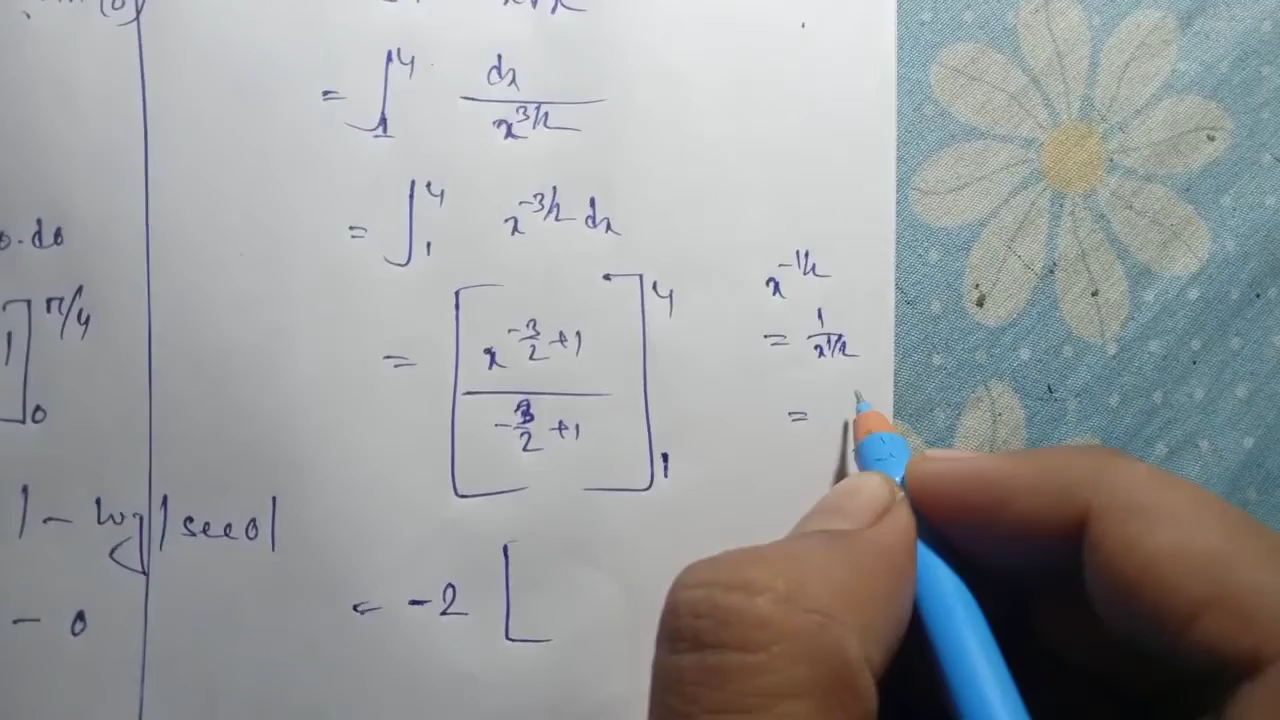 = ∫₁⁴ dx / x^{3/2}
= ∫₁⁴ x^{-3/2} dx
= [ x^{-3/2 +1} / -3/2 +1 ]₁⁴
= -2 [
x^{-1/2}
= 1 / x^{1/2}
=
θ.dθ
]₀^{π/4}
| - log|secθ|
- 0